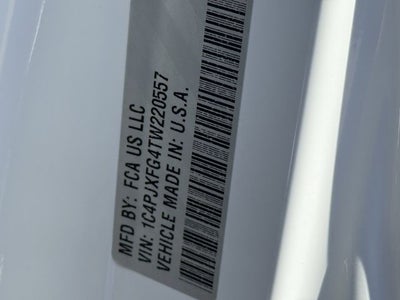 MFD BY: FCA US LLC
VIN: 1C4PJXFG4TW220557
VEHICLE MADE IN: U.S.A.